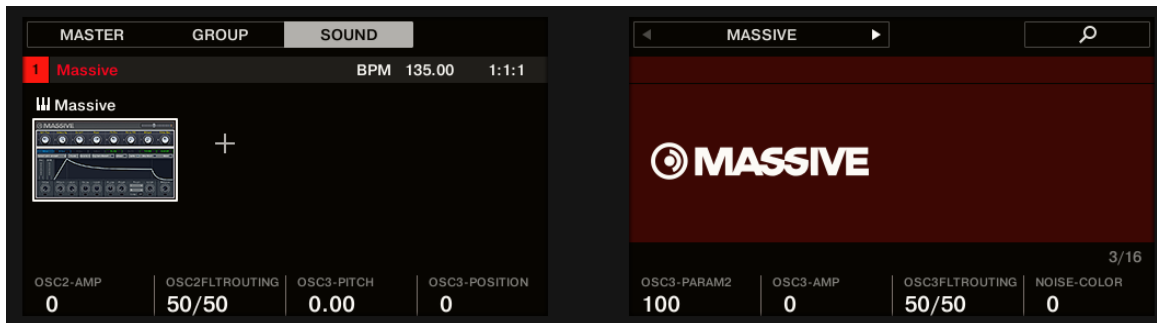 MASTER GROUP SOUND
1 Massive BPM 135.00 1:1:1
Massive
MASSIVE
OSC2-AMP OSC2FLTROUTING OSC3-PITCH OSC3-POSITION
0 50/50 0.00 0
MASSIVE
MASSIVE
3/16
OSC3-PARAM2 OSC3-AMP OSC3FLTROUTING NOISE-COLOR
100 0 50/50 0